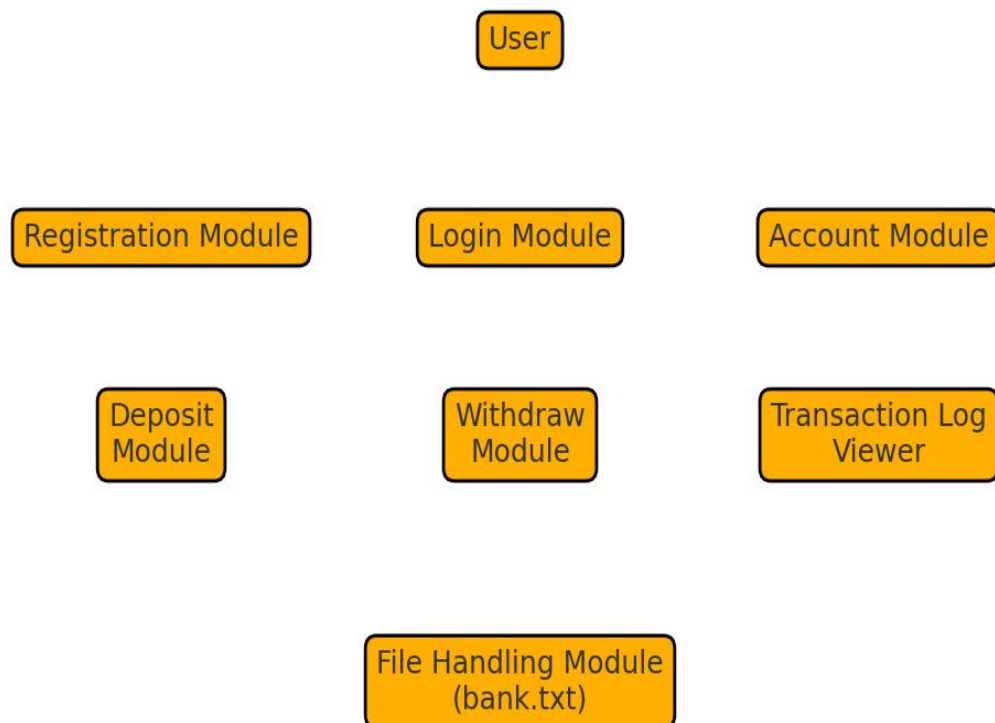 User
Registration Module
Login Module
Account Module
Deposit
Module
Withdraw
Module
Transaction Log
Viewer
File Handling Module
(bank.txt)